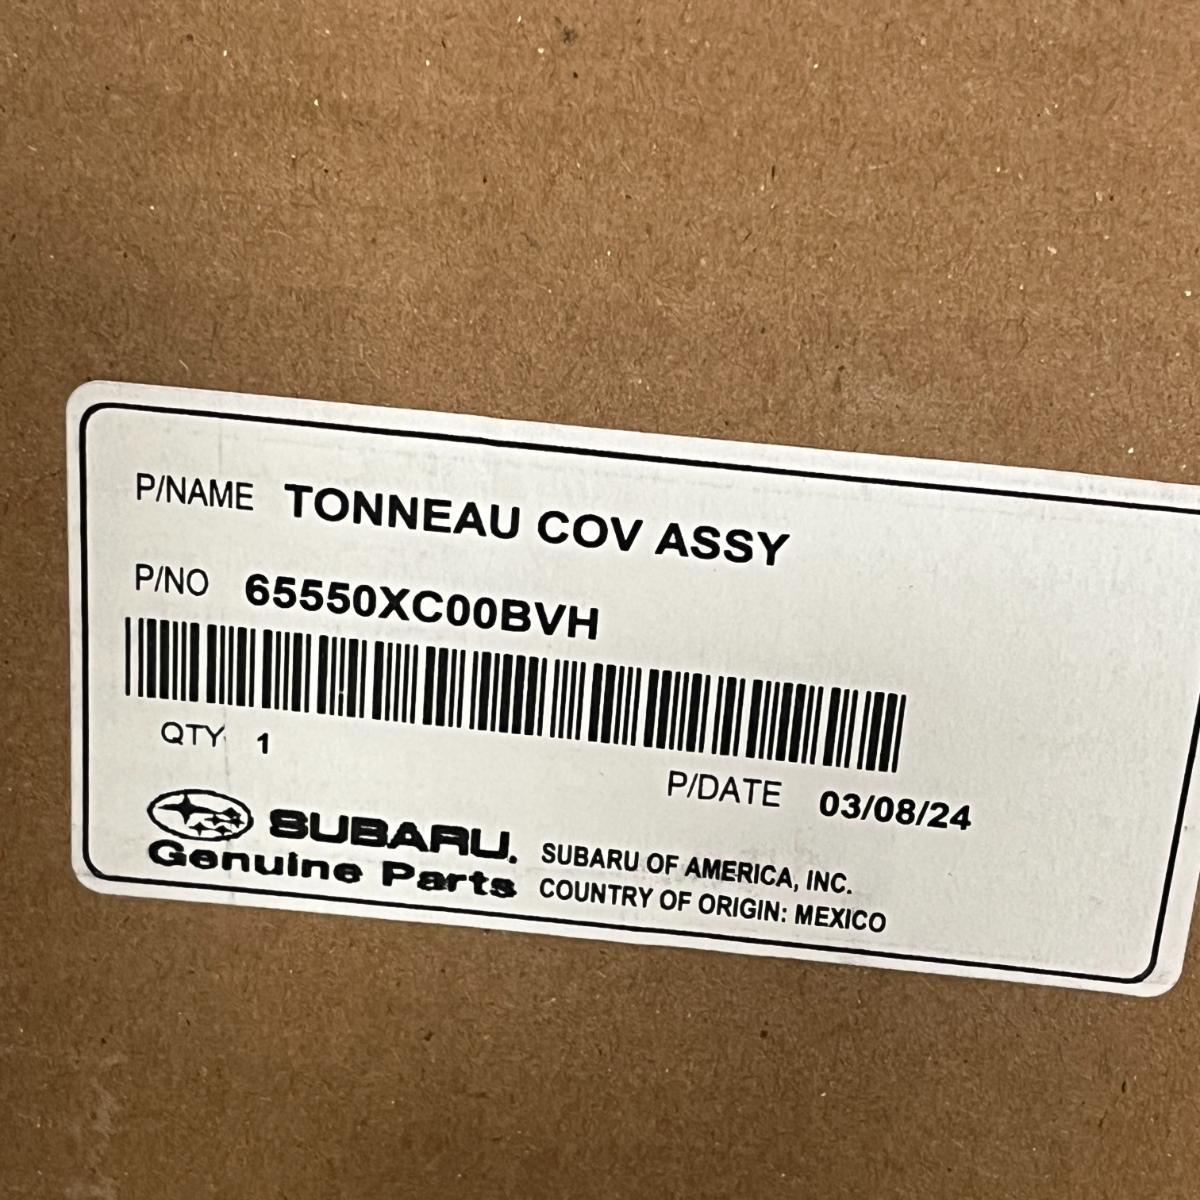 P/NAME TONNEAU COV ASSY
P/NO 65550XC00BVH
QTY 1
P/DATE 03/08/24
SUBARU.
Genuine Parts
SUBARU OF AMERICA, INC.
COUNTRY OF ORIGIN: MEXICO